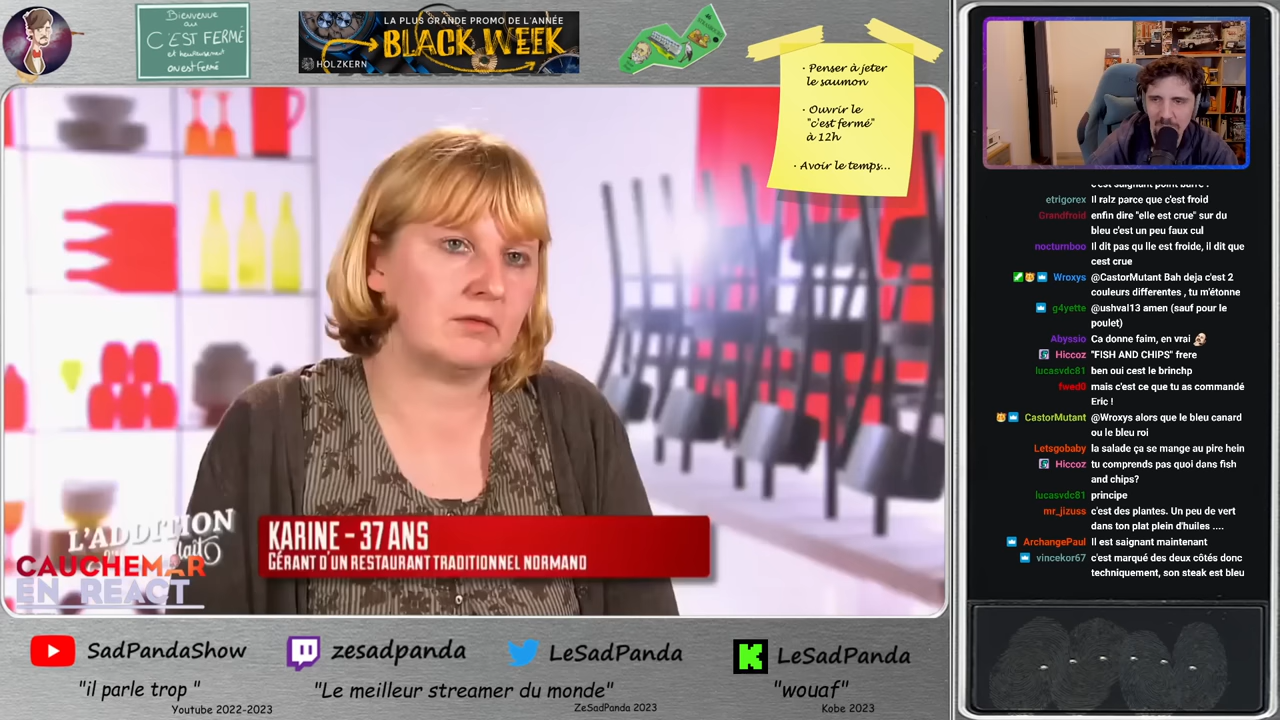 Bienvenue
au
C'EST FERMÉ
et heureusement
on est fermé
LA PLUS GRANDE PROMO DE L'ANNÉE
BLACK WEEK
HOLZKERN
· Penser à jeter
le saumon
· Ouvrir le
"c'est fermé"
à 12h
· Avoir le temps...
L'ADDITION
CAUCHEMAR
EN REACT
KARINE - 37 ANS
GÉRANT D'UN RESTAURANT TRADITIONNEL NORMAND
SadPandaShow
zesadpanda
LeSadPanda
LeSadPanda
"il parle trop "
Youtube 2022-2023
"Le meilleur streamer du monde"
ZeSadPanda 2023
"wouaf"
Kobe 2023
c'est saignant point barre !
etrigorex Il ralz parce que c'est froid
Grandfroid enfin dire "elle est crue" sur du
bleu c'est un peu faux cul
nocturnboo Il dit pas qu lle est froide, il dit que
cest crue
Wroxys @CastorMutant Bah deja c'est 2
couleurs differentes , tu m'étonne
g4yette @ushval13 amen (sauf pour le
poulet)
Abyssio Ca donne faim, en vrai
Hiccoz "FISH AND CHIPS" frere
lucasvdc81 ben oui cest le brinchp
fwed0 mais c'est ce que tu as commandé
Eric !
CastorMutant @Wroxys alors que le bleu canard
ou le bleu roi
Letsgobaby la salade ça se mange au pire hein
Hiccoz tu comprends pas quoi dans fish
and chips?
lucasvdc81 principe
mr_jizuss c'est des plantes. Un peu de vert
dans ton plat plein d'huiles ....
ArchangePaul Il est saignant maintenant
vincekor67 c'est marqué des deux côtés donc
techniquement, son steak est bleu